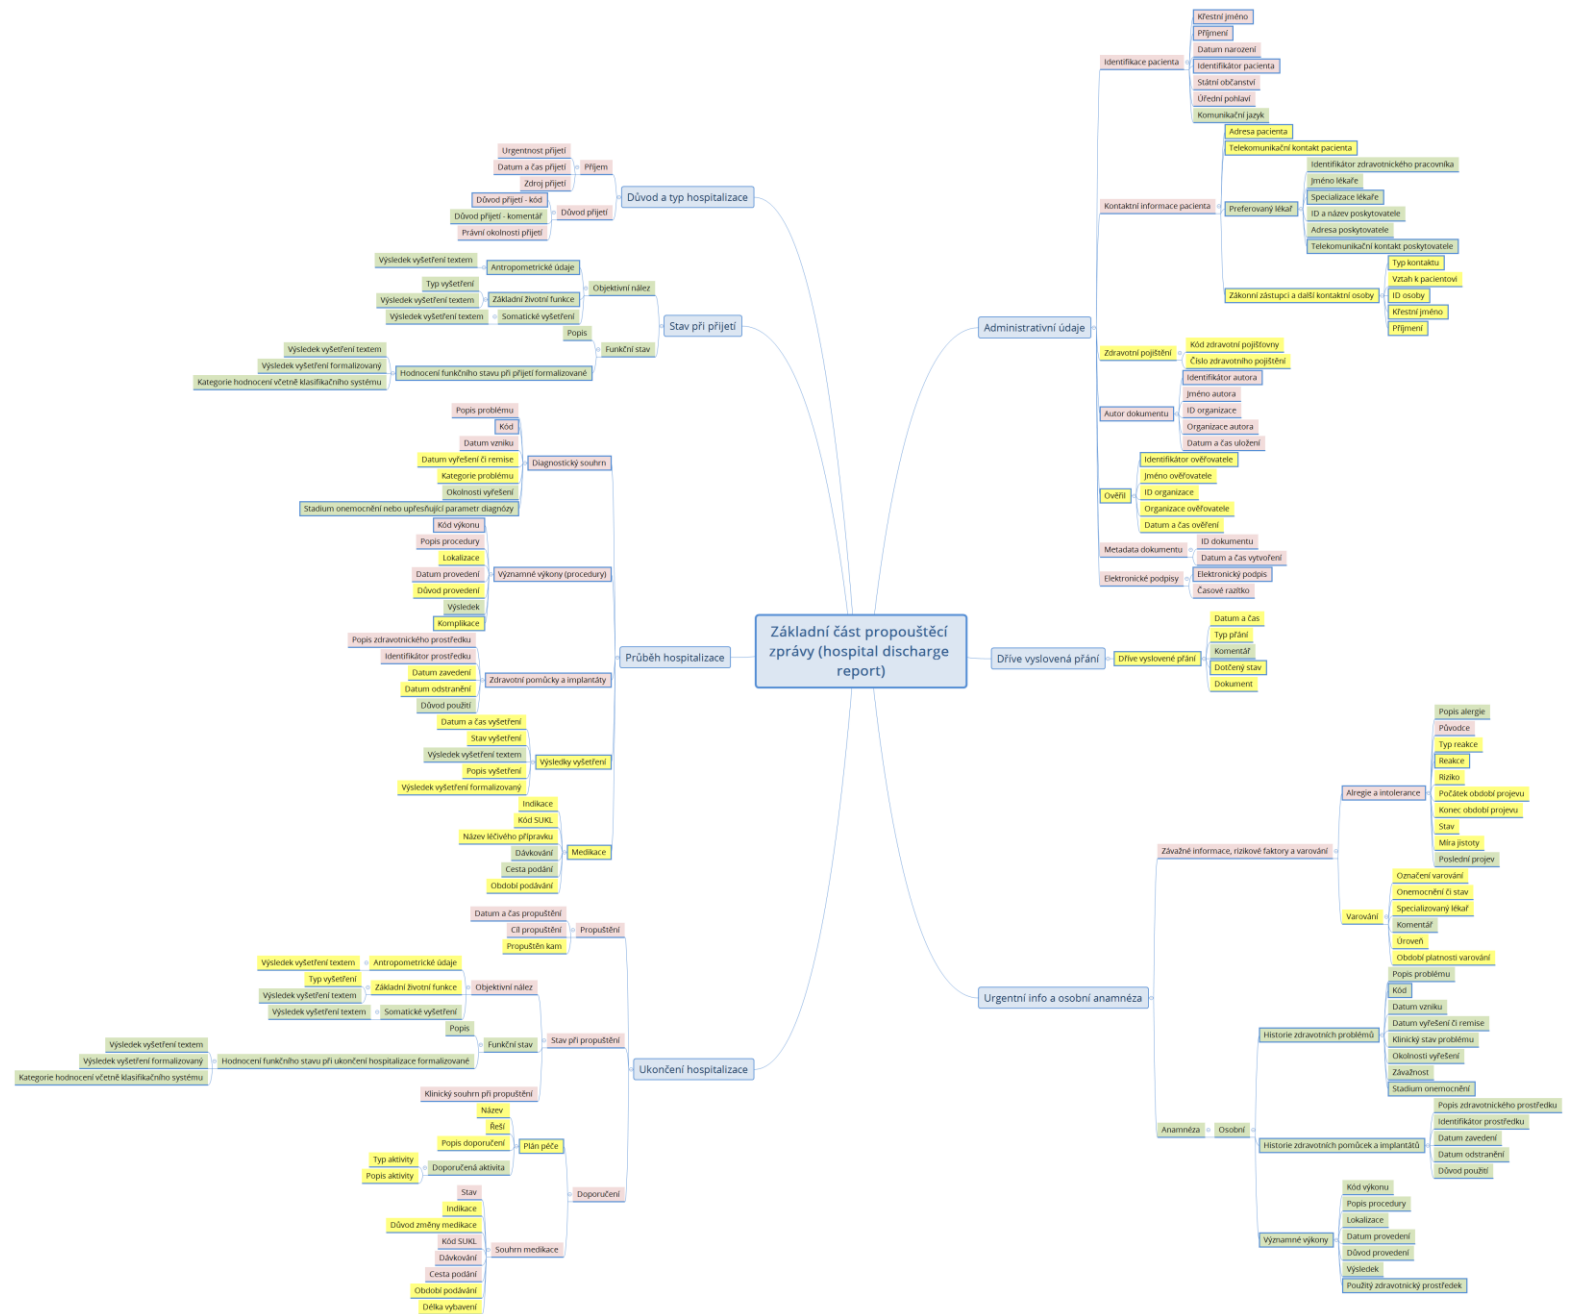 Základní část propouštěcí
zprávy (hospital discharge
report)
Důvod a typ hospitalizace
Příjem
Urgentnost přijetí
Datum a čas přijetí
Zdroj přijetí
Důvod přijetí
Důvod přijetí - kód
Důvod přijetí - komentář
Právní okolnosti přijetí
Stav při přijetí
Objektivní nález
Antropometrické údaje
Výsledek vyšetření textem
Základní životní funkce
Typ vyšetření
Výsledek vyšetření textem
Somatické vyšetření
Výsledek vyšetření textem
Funkční stav
Popis
Hodnocení funkčního stavu při přijetí formalizované
Výsledek vyšetření textem
Výsledek vyšetření formalizovaný
Kategorie hodnocení včetně klasifikačního systému
Průběh hospitalizace
Diagnostický souhrn
Popis problému
Kód
Datum vzniku
Datum vyřešení či remise
Kategorie problému
Okolnosti vyřešení
Stadium onemocnění nebo upřesňující parametr diagnózy
Významné výkony (procedury)
Kód výkonu
Popis procedury
Lokalizace
Datum provedení
Důvod provedení
Výsledek
Komplikace
Zdravotní pomůcky a implantáty
Popis zdravotnického prostředku
Identifikátor prostředku
Datum zavedení
Datum odstranění
Důvod použití
Výsledky vyšetření
Datum a čas vyšetření
Stav vyšetření
Výsledek vyšetření textem
Popis vyšetření
Výsledek vyšetření formalizovaný
Medikace
Indikace
Kód SUKL
Název léčivého přípravku
Dávkování
Cesta podání
Období podávání
Ukončení hospitalizace
Propuštění
Datum a čas propuštění
Cíl propuštění
Propuštěn kam
Stav při propuštění
Objektivní nález
Antropometrické údaje
Výsledek vyšetření textem
Základní životní funkce
Typ vyšetření
Výsledek vyšetření textem
Somatické vyšetření
Výsledek vyšetření textem
Funkční stav
Popis
Hodnocení funkčního stavu při ukončení hospitalizace formalizované
Výsledek vyšetření textem
Výsledek vyšetření formalizovaný
Kategorie hodnocení včetně klasifikačního systému
Klinický souhrn při propuštění
Doporučení
Plán péče
Název
Řeší
Popis doporučení
Doporučená aktivita
Typ aktivity
Popis aktivity
Souhrn medikace
Stav
Indikace
Důvod změny medikace
Kód SUKL
Dávkování
Cesta podání
Období podávání
Délka vybavení
Administrativní údaje
Identifikace pacienta
Křestní jméno
Příjmení
Datum narození
Identifikátor pacienta
Státní občanství
Úřední pohlaví
Komunikační jazyk
Kontaktní informace pacienta
Adresa pacienta
Telekomunikační kontakt pacienta
Preferovaný lékař
Identifikátor zdravotnického pracovníka
Jméno lékaře
Specializace lékaře
ID a název poskytovatele
Adresa poskytovatele
Telekomunikační kontakt poskytovatele
Zákonní zástupci a další kontaktní osoby
Typ kontaktu
Vztah k pacientovi
ID osoby
Křestní jméno
Příjmení
Zdravotní pojištění
Kód zdravotní pojišťovny
Číslo zdravotního pojištění
Autor dokumentu
Identifikátor autora
Jméno autora
ID organizace
Organizace autora
Datum a čas uložení
Ověřil
Identifikátor ověřovatele
Jméno ověřovatele
ID organizace
Organizace ověřovatele
Datum a čas ověření
Metadata dokumentu
ID dokumentu
Datum a čas vytvoření
Elektronické podpisy
Elektronický podpis
Časové razítko
Dříve vyslovená přání
Dříve vyslovené přání
Datum a čas
Typ přání
Komentář
Dotčený stav
Dokument
Urgentní info a osobní anamnéza
Závažné informace, rizikové faktory a varování
Alregie a intolerance
Popis alergie
Původce
Typ reakce
Reakce
Riziko
Počátek období projevu
Konec období projevu
Stav
Míra jistoty
Poslední projev
Varování
Označení varování
Onemocnění či stav
Specializovaný lékař
Komentář
Úroveň
Období platnosti varování
Anamnéza
Osobní
Historie zdravotních problémů
Popis problému
Kód
Datum vzniku
Datum vyřešení či remise
Klinický stav problému
Okolnosti vyřešení
Závažnost
Stadium onemocnění
Historie zdravotních pomůcek a implantátů
Popis zdravotnického prostředku
Identifikátor prostředku
Datum zavedení
Datum odstranění
Důvod použití
Významné výkony
Kód výkonu
Popis procedury
Lokalizace
Datum provedení
Důvod provedení
Výsledek
Použitý zdravotnický prostředek